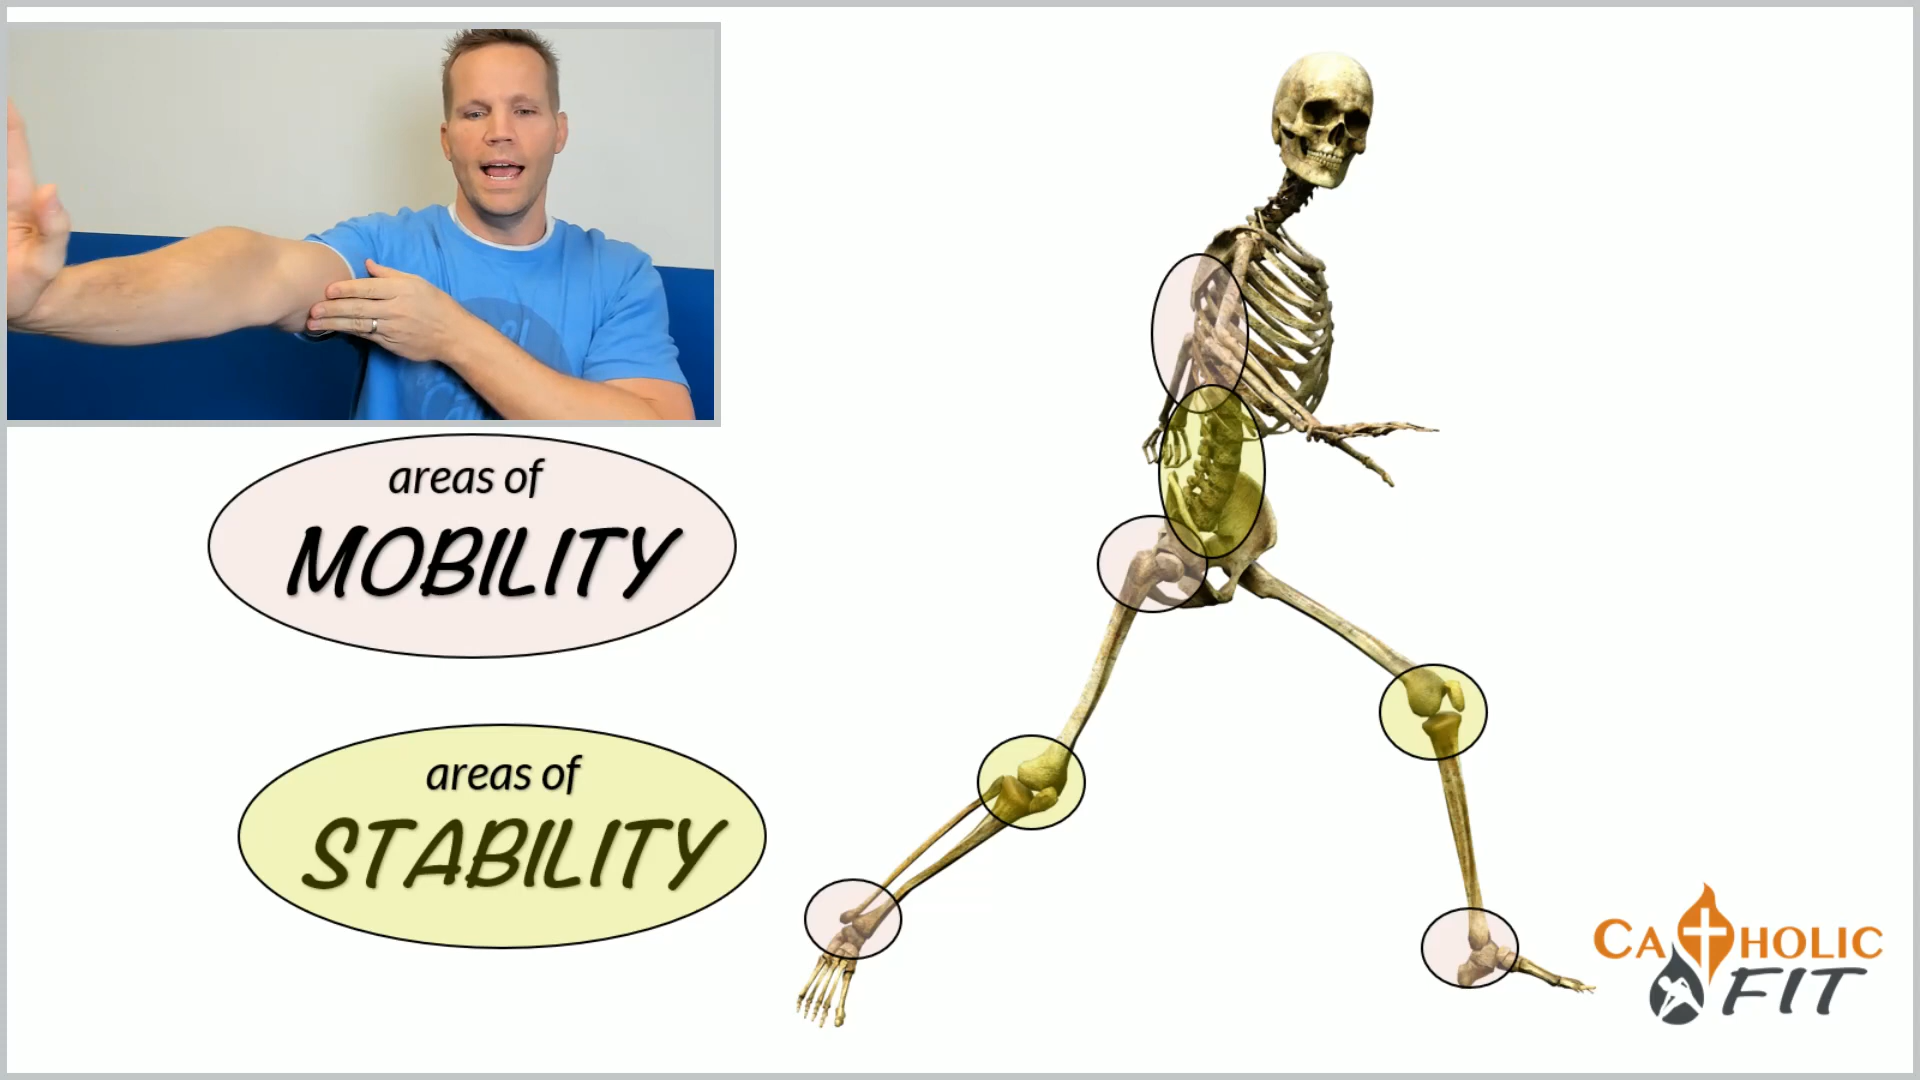 areas of
MOBILITY
areas of
STABILITY
CATHOLIC
FIT